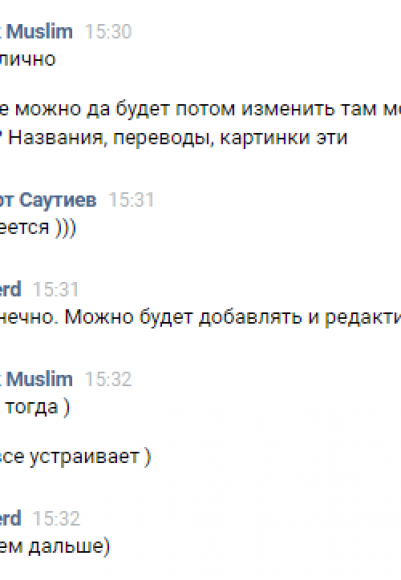 Muslim 15:30
лично
е можно да будет потом изменить там м
? Названия, переводы, картинки эти
рт Саутиев 15:31
еется )))
erd 15:31
нечно. Можно будет добавлять и редакти
Muslim 15:32
тогда )
все устраивает )
erd 15:32
ем дальше)